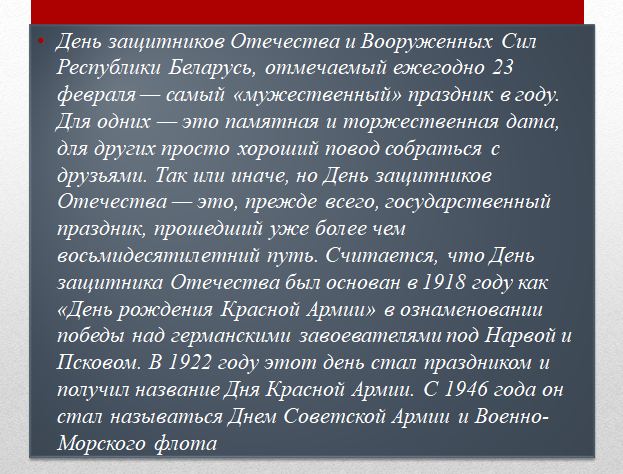 • День защитников Отечества и Вооруженных Сил
Республики Беларусь, отмечаемый ежегодно 23
февраля — самый «мужественный» праздник в году.
Для одних — это памятная и торжественная дата,
для других просто хороший повод собраться с
друзьями. Так или иначе, но День защитников
Отечества — это, прежде всего, государственный
праздник, прошедший уже более чем
восьмидесятилетний путь. Считается, что День
защитника Отечества был основан в 1918 году как
«День рождения Красной Армии» в ознаменовании
победы над германскими завоевателями под Нарвой и
Псковом. В 1922 году этот день стал праздником и
получил название Дня Красной Армии. С 1946 года он
стал называться Днем Советской Армии и Военно-
Морского флота